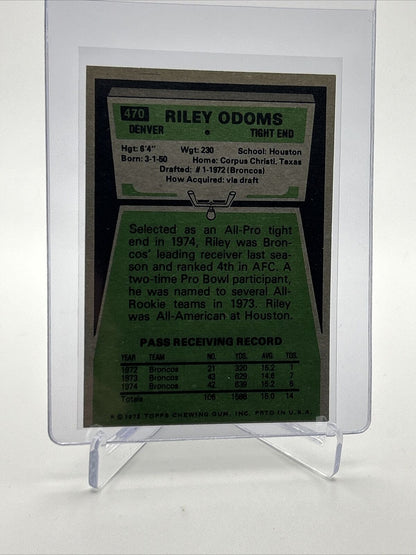 470 RILEY ODOMS
DENVER • TIGHT END
Hgt: 6'4" Wgt: 230 School: Houston
Born: 3-1-50 Home: Corpus Christi, Texas
Drafted: #1-1972 (Broncos)
How Acquired: via draft
Selected as an All-Pro tight
end in 1974, Riley was Bron-
cos' leading receiver last sea-
son and ranked 4th in AFC. A
two-time Pro Bowl participant,
he was named to several All-
Rookie teams in 1973. Riley
was All-American at Houston.
PASS RECEIVING RECORD
YEAR TEAM NO. YDS. AVG. TDS.
1972 Broncos 21 320 15.2 1
1973 Broncos 43 629 14.6 7
1974 Broncos 42 639 15.2 6
Totals 106 1588 15.0 14
© 1975 TOPPS CHEWING GUM, INC. PRTD IN U.S.A.